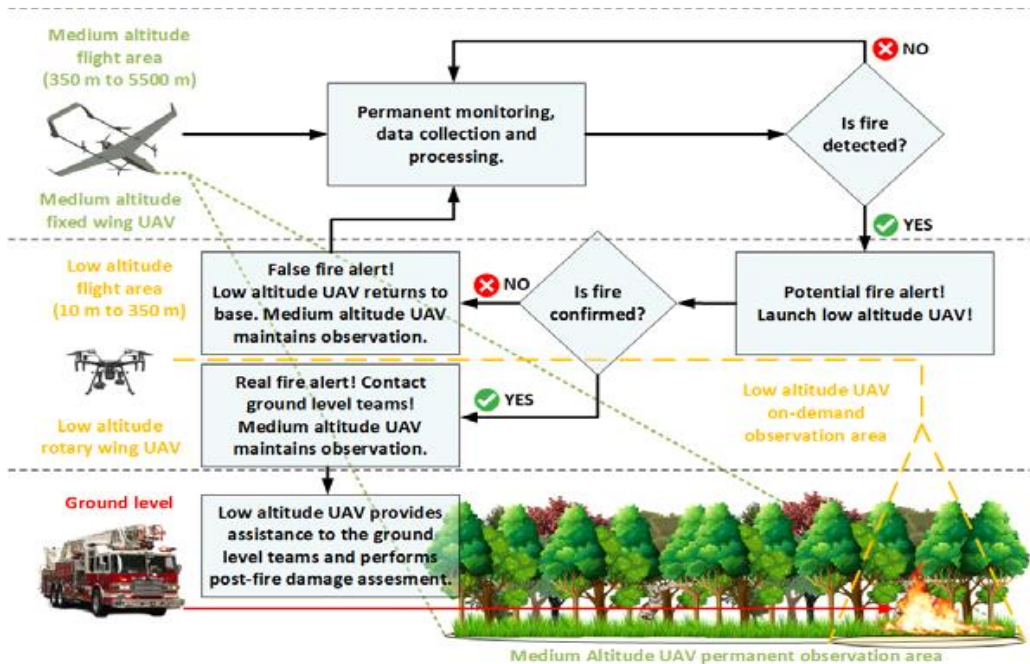 Medium altitude
flight area
(350 m to 5500 m)
NO
Permanent monitoring,
data collection and
processing.
Is fire
detected?
Medium altitude
fixed wing UAV
YES
Low altitude
flight area
(10 m to 350 m)
False fire alert!
Low altitude UAV returns to
base. Medium altitude UAV
maintains observation.
NO
Is fire
confirmed?
Potential fire alert!
Launch low altitude UAV!
Real fire alert! Contact
ground level teams!
Medium altitude UAV
maintains observation.
YES
Low altitude UAV
on-demand
observation area
Low altitude
rotary wing UAV
Ground level
Low altitude UAV provides
assistance to the ground
level teams and performs
post-fire damage assesment.
Medium Altitude UAV permanent observation area